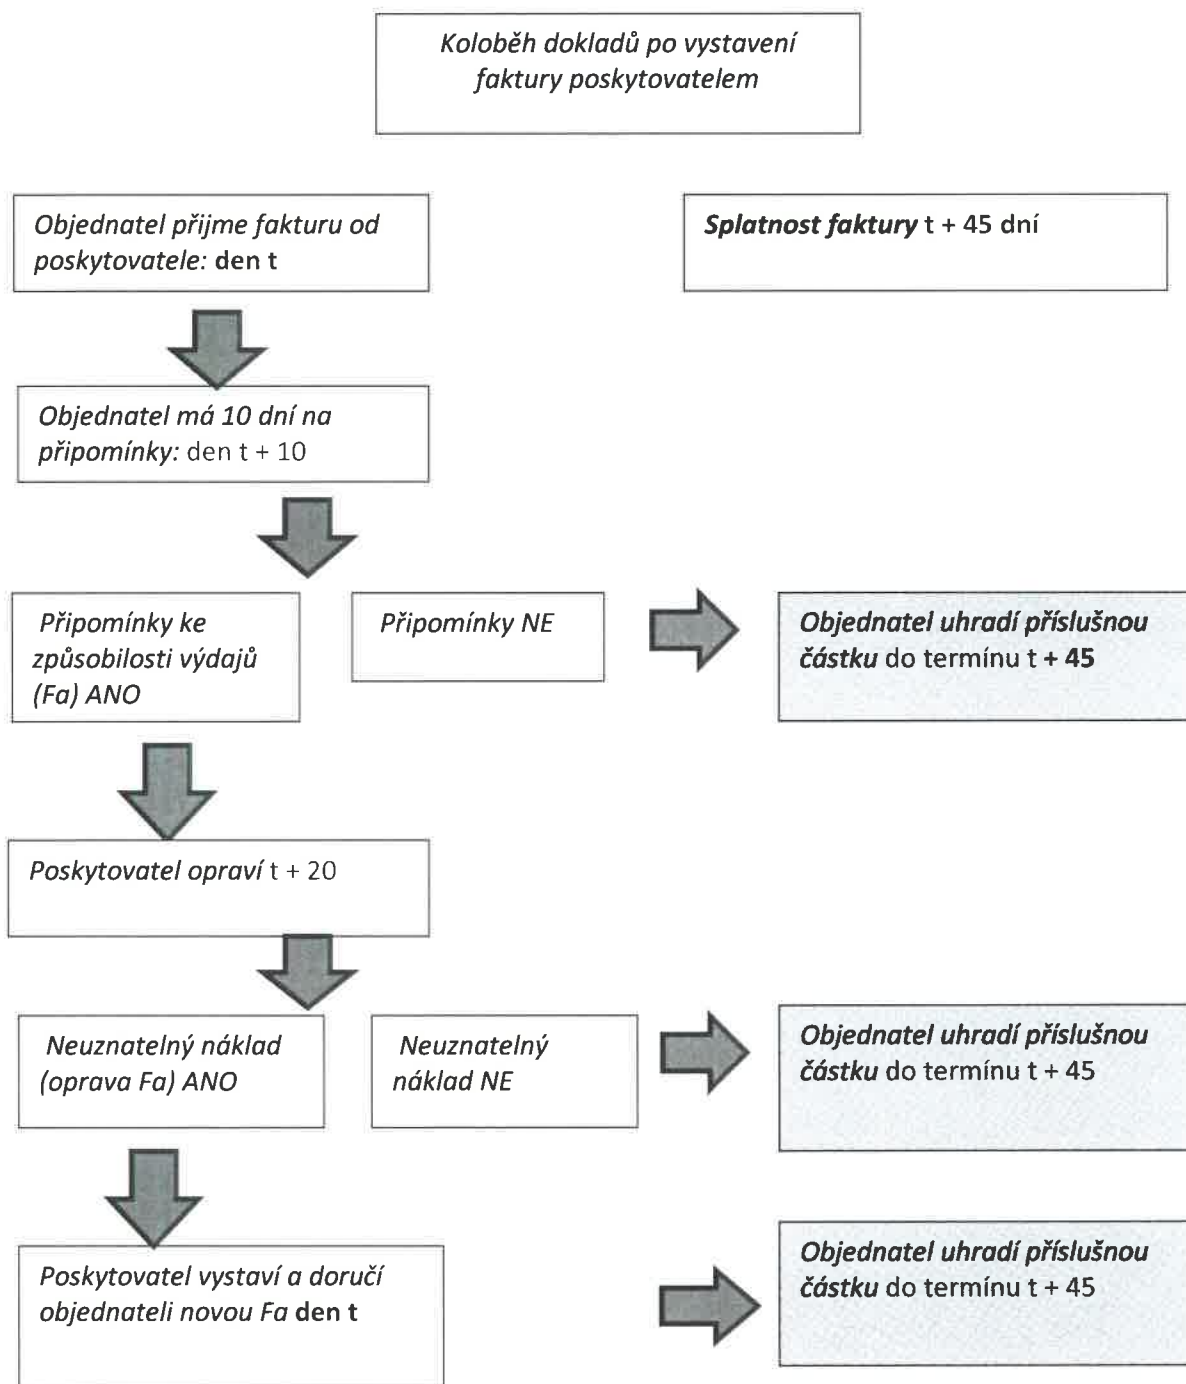 Koloběh dokladů po vystavení
faktury poskytovatelem
Objednatel přijme fakturu od
poskytovatele: den t
Splatnost faktury t + 45 dní
Objednatel má 10 dní na
připomínky: den t + 10
Připomínky ke
způsobilosti výdajů
(Fa) ANO
Připomínky NE
Objednatel uhradí příslušnou
částku do termínu t + 45
Poskytovatel opraví t + 20
Neuznatelný náklad
(oprava Fa) ANO
Neuznatelný
náklad NE
Objednatel uhradí příslušnou
částku do termínu t + 45
Poskytovatel vystaví a doručí
objednateli novou Fa den t
Objednatel uhradí příslušnou
částku do termínu t + 45